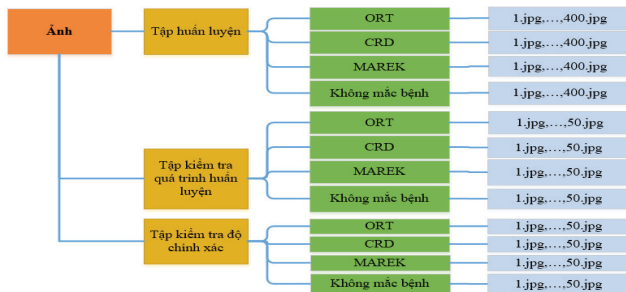 Ảnh
Tập huấn luyện
ORT
1.jpg,…,400.jpg
CRD
1.jpg,…,400.jpg
MAREK
1.jpg,…,400.jpg
Không mắc bệnh
1.jpg,…,400.jpg
Tập kiểm tra
quá trình huấn
luyện
ORT
1.jpg,…,50.jpg
CRD
1.jpg,…,50.jpg
MAREK
1.jpg,…,50.jpg
Không mắc bệnh
1.jpg,…,50.jpg
Tập kiểm tra độ
chính xác
ORT
1.jpg,…,50.jpg
CRD
1.jpg,…,50.jpg
MAREK
1.jpg,…,50.jpg
Không mắc bệnh
1.jpg,…,50.jpg